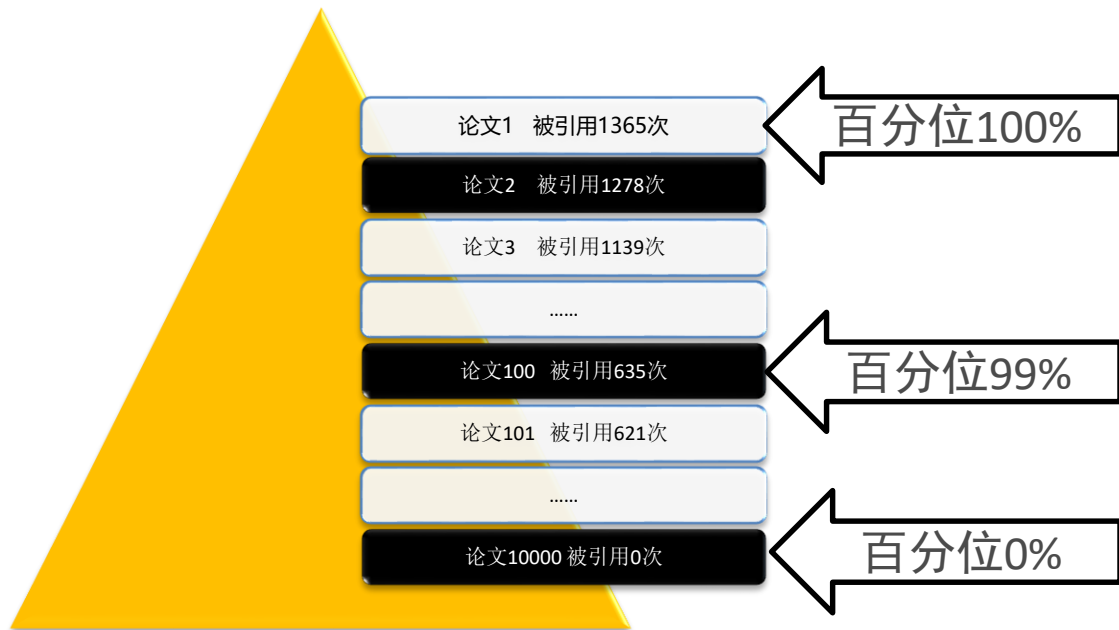 论文1 被引用1365次
百分位100%
论文2 被引用1278次
论文3 被引用1139次
......
论文100 被引用635次
百分位99%
论文101 被引用621次
......
论文10000 被引用0次
百分位0%